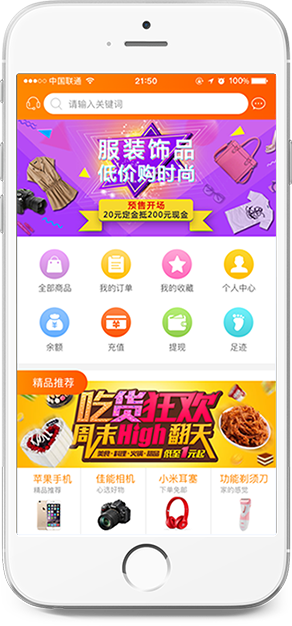 中国联通 21:50 100%
请输入关键词
服装饰品
低价购时尚
预售开场
20元定金抵200元现金
全部商品 我的订单 我的收藏 个人中心
余额 充值 提现 足迹
精品推荐
吃货狂欢
周末High翻天
美食·料理·火锅·甜品 低至1元起
苹果手机 佳能相机 小米耳塞 功能剃须刀
精品推荐 心选好物 下单免邮 家的感觉